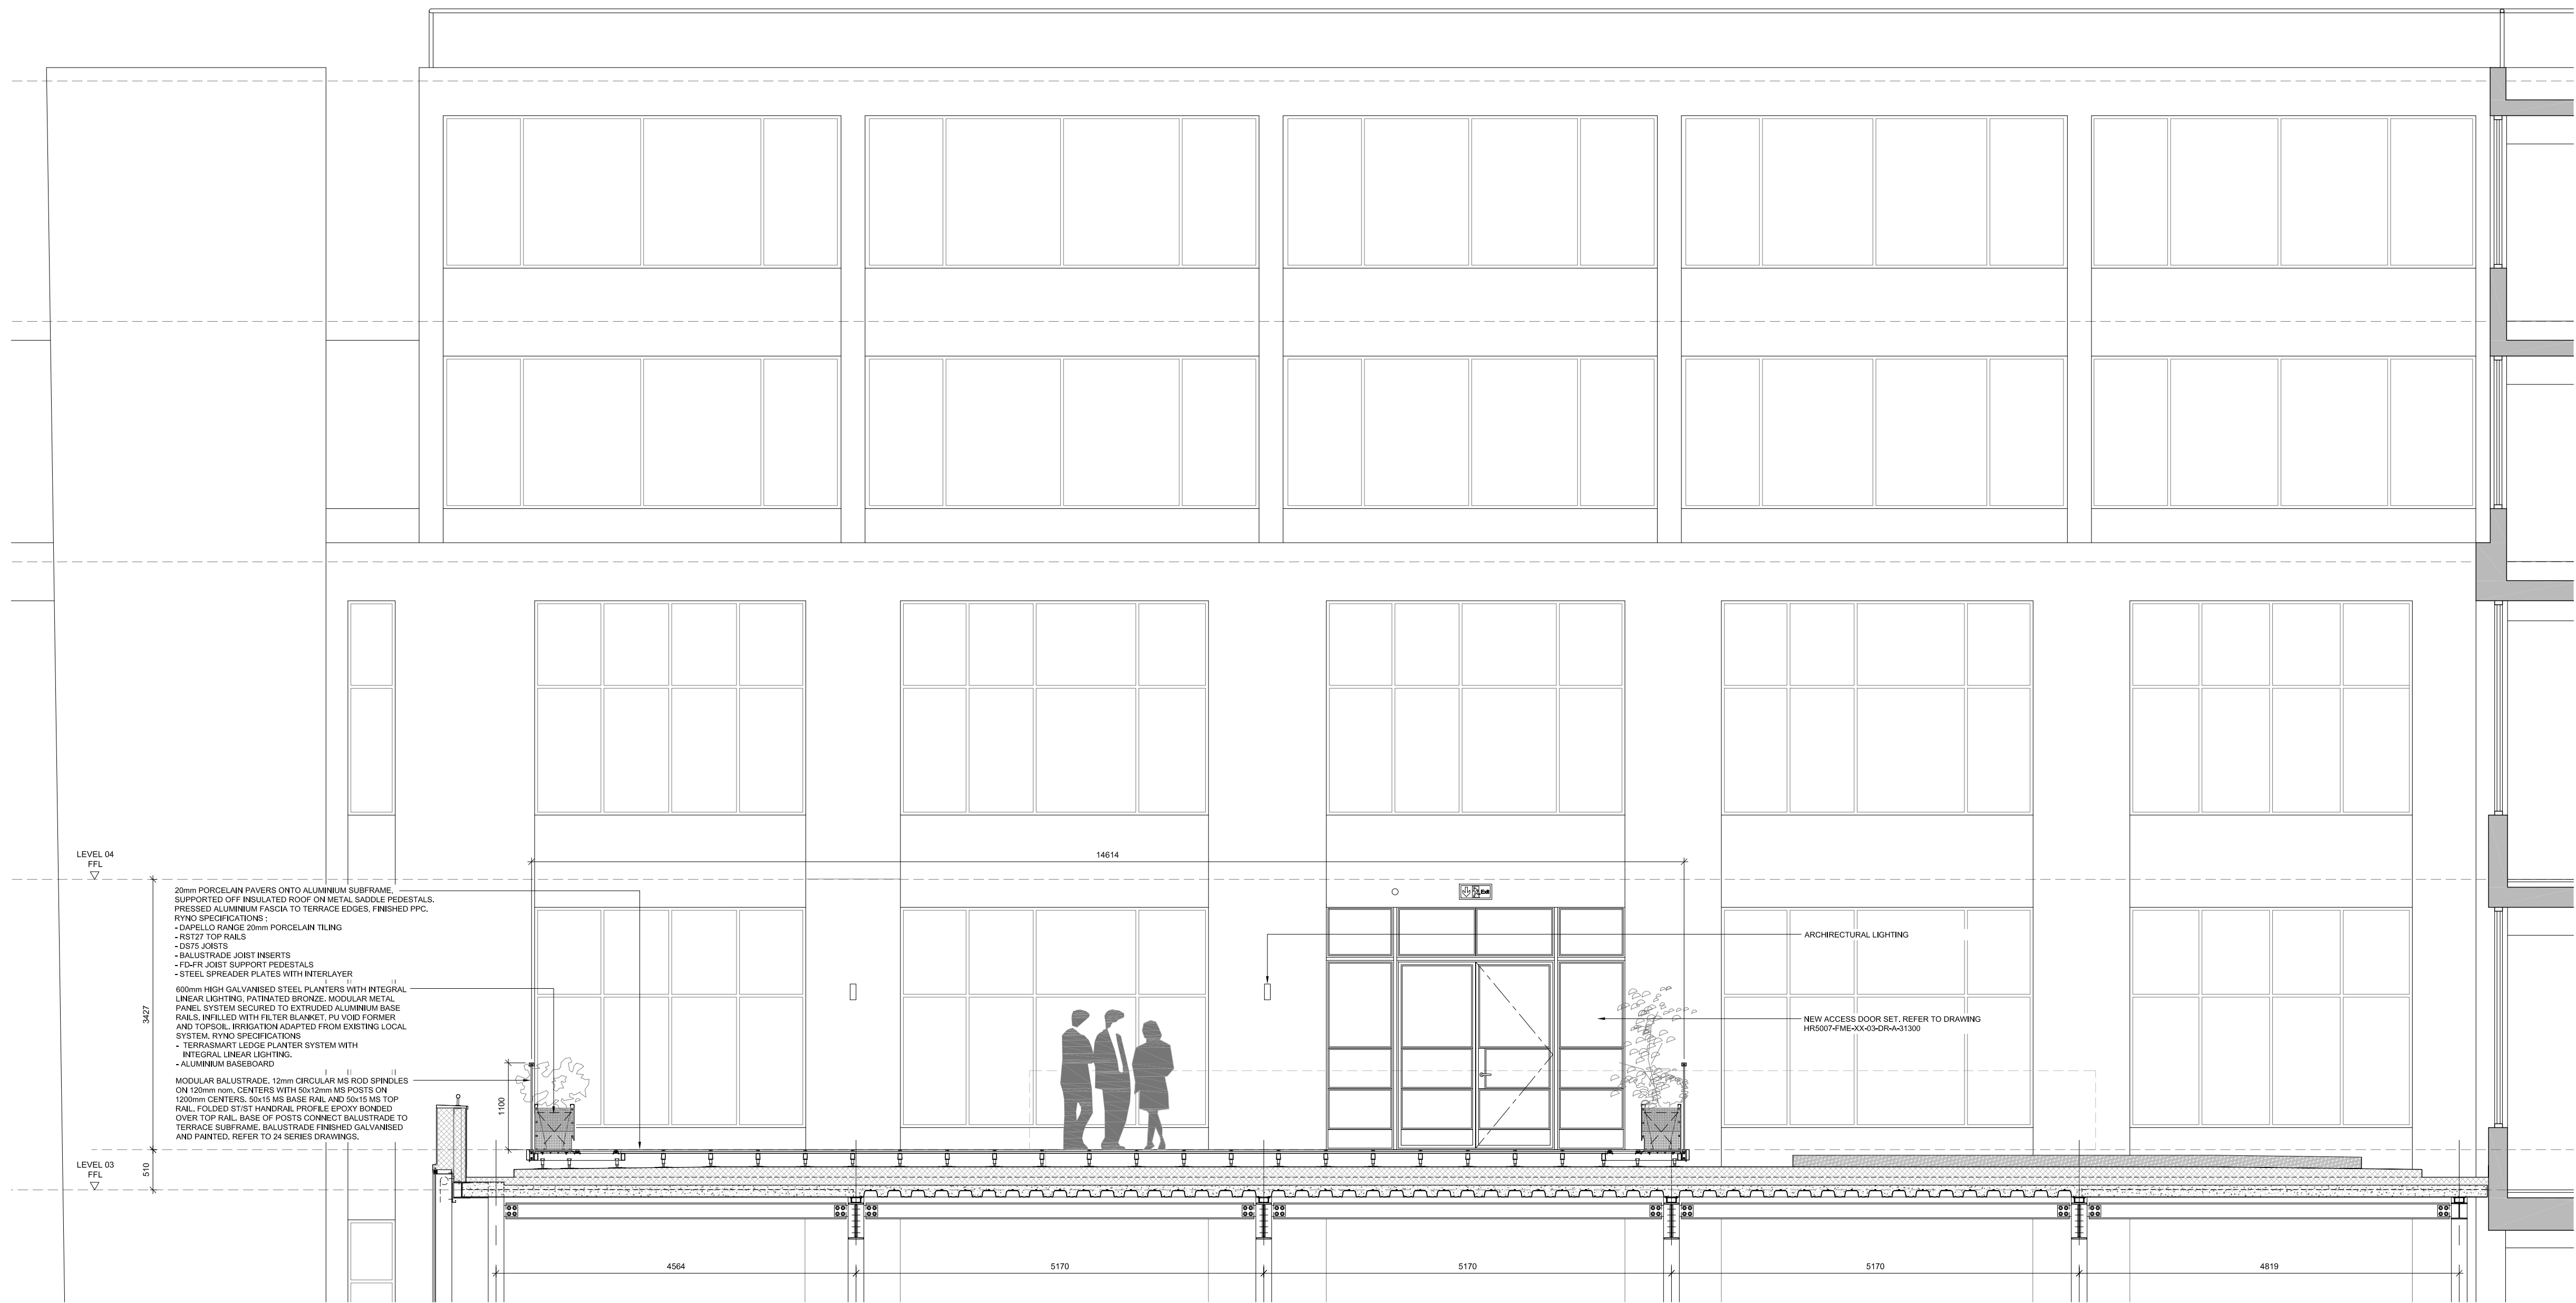 LEVEL 04
FFL
14614
20mm PORCELAIN PAVERS ONTO ALUMINIUM SUBFRAME,
SUPPORTED OFF INSULATED ROOF ON METAL SADDLE PEDESTALS.
PRESSED ALUMINIUM FASCIA TO TERRACE EDGES, FINISHED PPC.
RYNO SPECIFICATIONS :
- DAPELLO RANGE 20mm PORCELAIN TILING
- RST27 TOP RAILS
- DS75 JOISTS
- BALUSTRADE JOIST INSERTS
- FD-FR JOIST SUPPORT PEDESTALS
- STEEL SPREADER PLATES WITH INTERLAYER
Exit
ARCHIRECTURAL LIGHTING
600mm HIGH GALVANISED STEEL PLANTERS WITH INTEGRAL
LINEAR LIGHTING, PATINATED BRONZE. MODULAR METAL
PANEL SYSTEM SECURED TO EXTRUDED ALUMINIUM BASE
RAILS, INFILLED WITH FILTER BLANKET, PU VOID FORMER
AND TOPSOIL. IRRIGATION ADAPTED FROM EXISTING LOCAL
SYSTEM. RYNO SPECIFICATIONS
- TERRASMART LEDGE PLANTER SYSTEM WITH
INTEGRAL LINEAR LIGHTING.
- ALUMINIUM BASEBOARD
3427
NEW ACCESS DOOR SET. REFER TO DRAWING
HR5007-FME-XX-03-DR-A-31300
MODULAR BALUSTRADE. 12mm CIRCULAR MS ROD SPINDLES
ON 120mm nom. CENTERS WITH 50x12mm MS POSTS ON
1200mm CENTERS. 50x15 MS BASE RAIL AND 50x15 MS TOP
RAIL. FOLDED ST/ST HANDRAIL PROFILE EPOXY BONDED
OVER TOP RAIL. BASE OF POSTS CONNECT BALUSTRADE TO
TERRACE SUBFRAME. BALUSTRADE FINISHED GALVANISED
AND PAINTED. REFER TO 24 SERIES DRAWINGS.
1100
LEVEL 03
FFL
510
4564
5170
5170
5170
4819